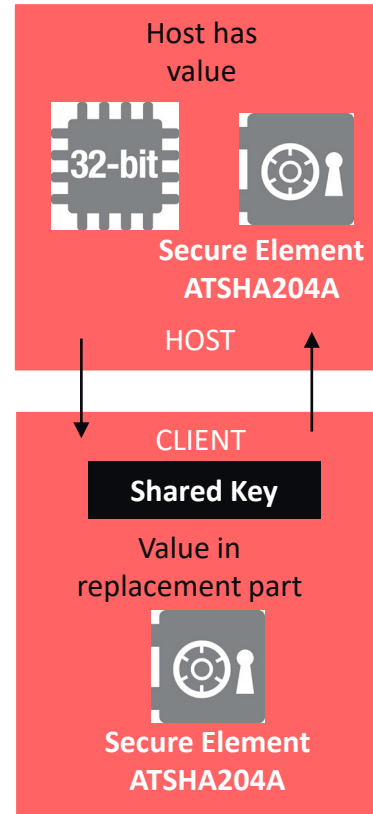 Host has
value
32-bit
Secure Element
ATSHA204A
HOST
CLIENT
Shared Key
Value in
replacement part
Secure Element
ATSHA204A